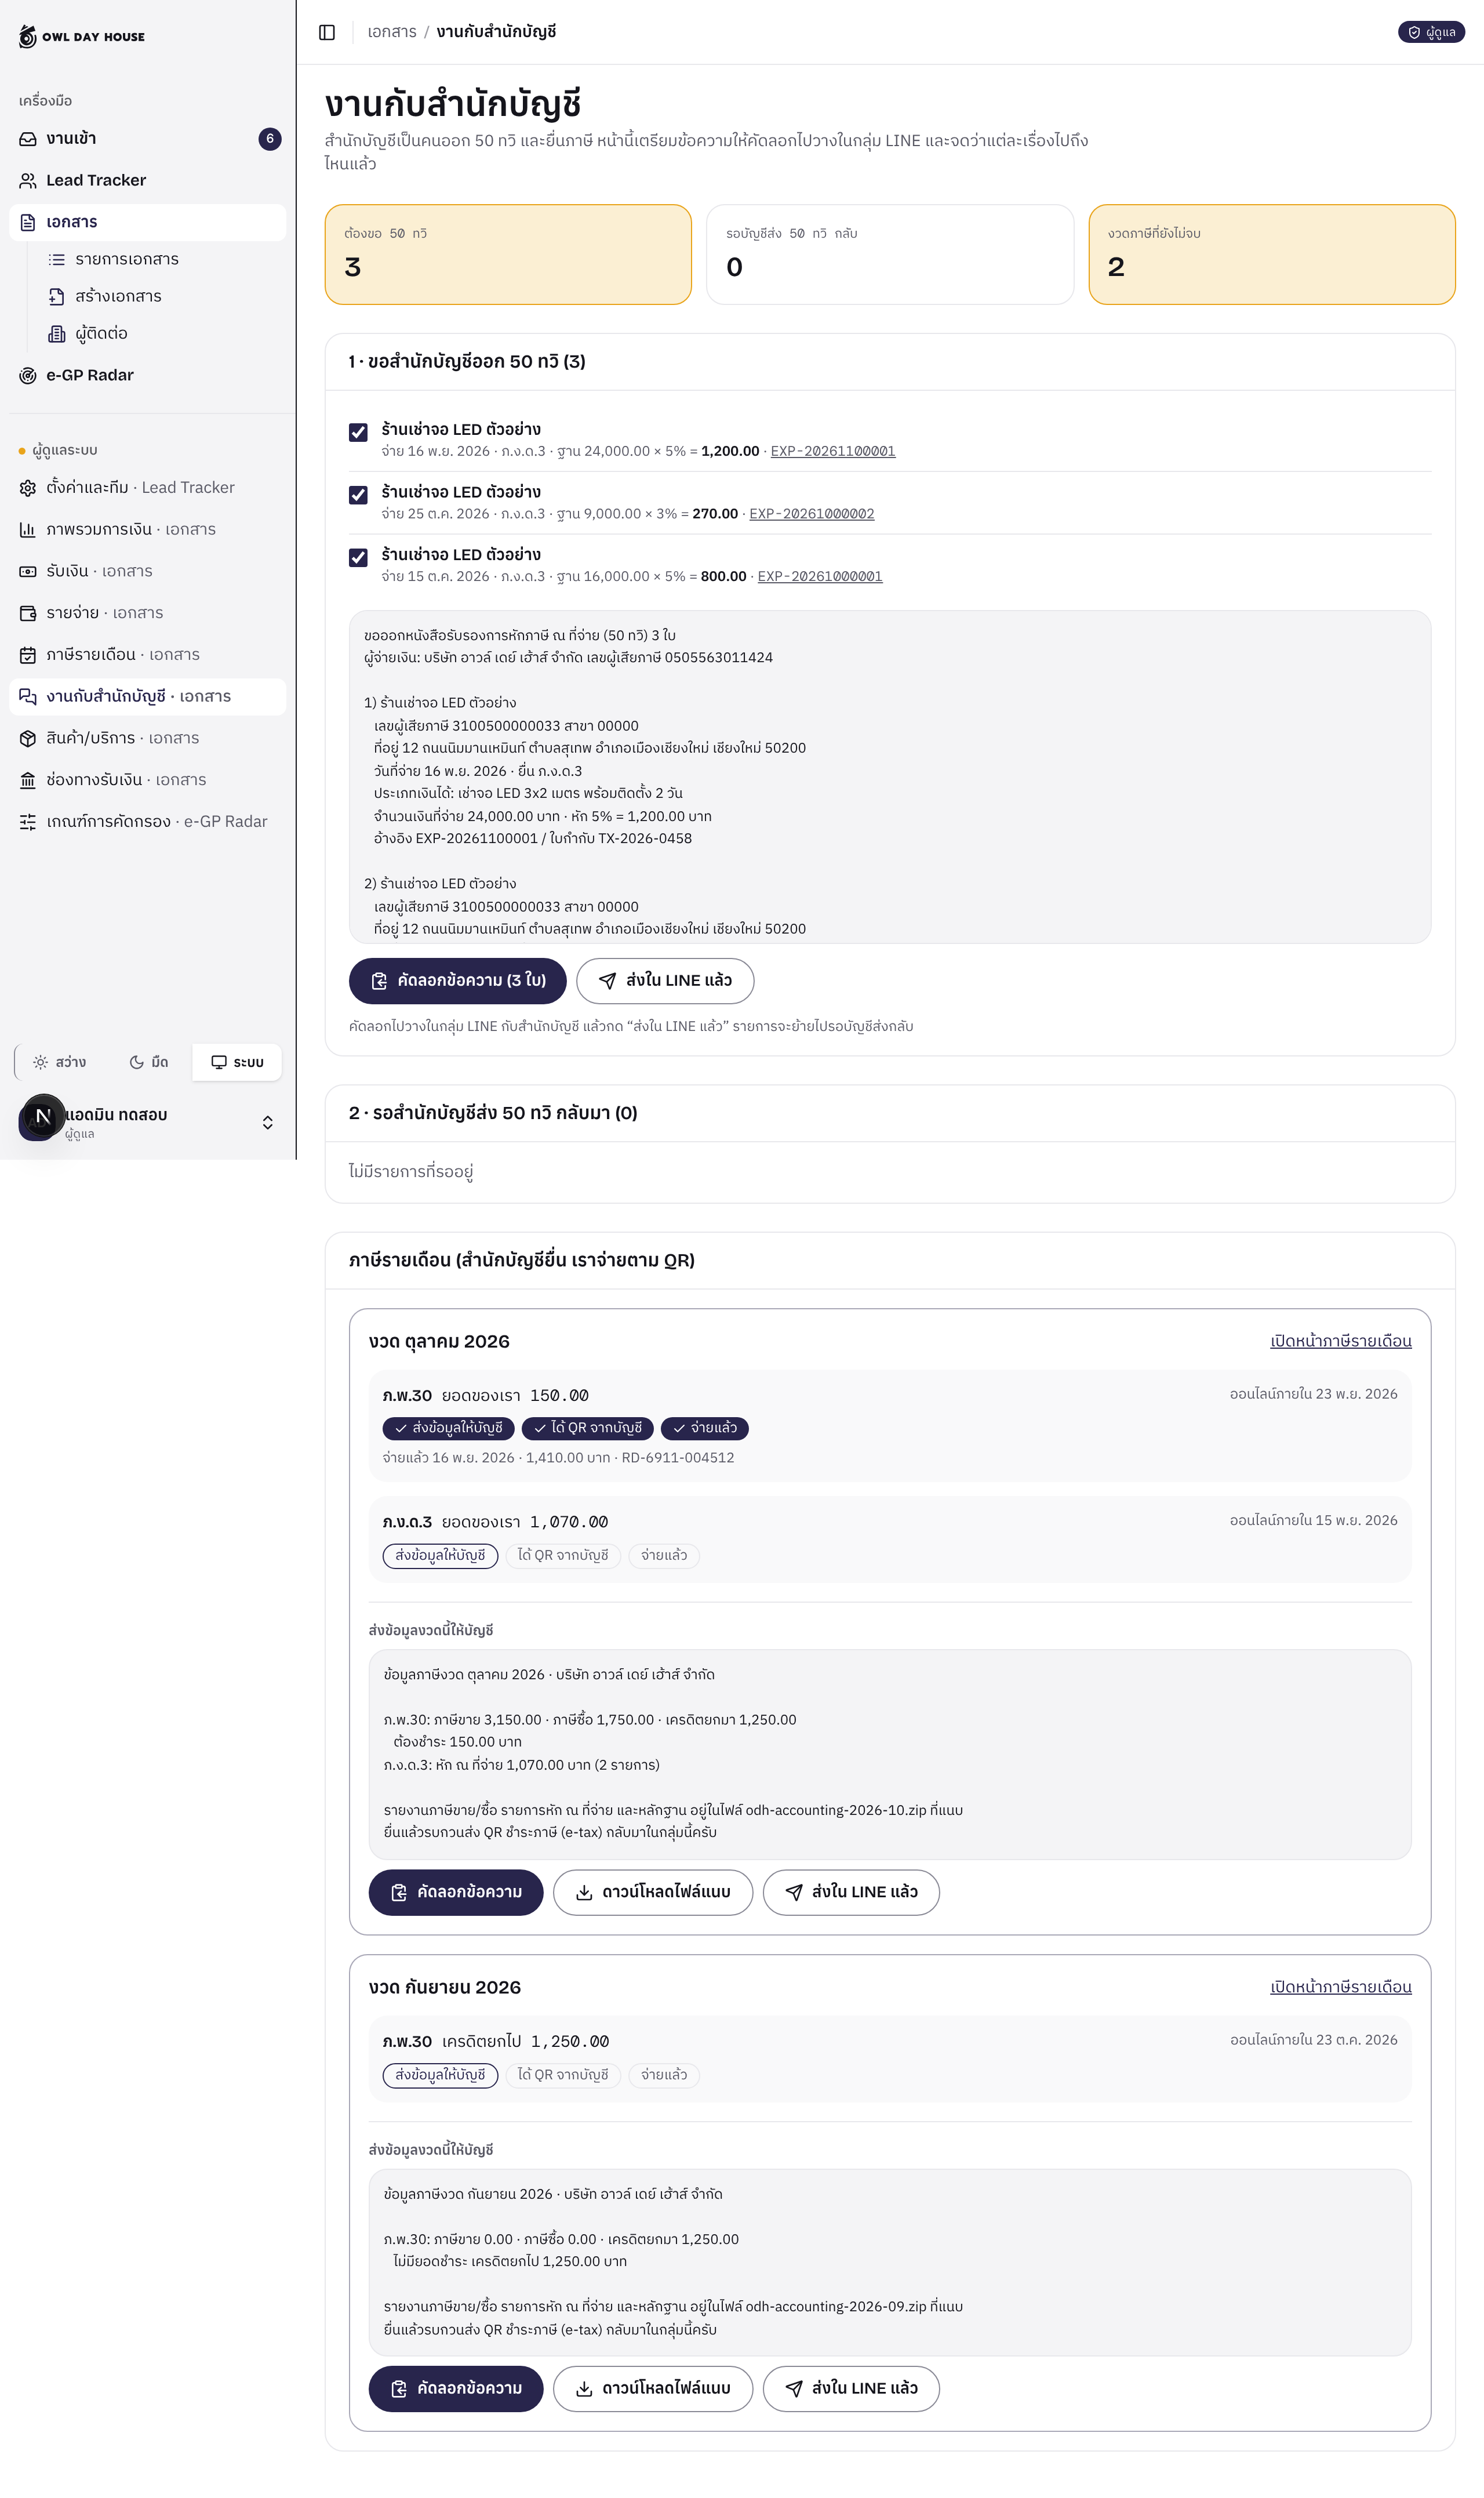 OWL DAY HOUSE
เครื่องมือ
งานเข้า
6
Lead Tracker
เอกสาร
รายการเอกสาร
สร้างเอกสาร
ผู้ติดต่อ
e-GP Radar
ผู้ดูแลระบบ
ตั้งค่าและทีม · Lead Tracker
ภาพรวมการเงิน · เอกสาร
รับเงิน · เอกสาร
รายจ่าย · เอกสาร
ภาษีรายเดือน · เอกสาร
งานกับสำนักบัญชี · เอกสาร
สินค้า/บริการ · เอกสาร
ช่องทางรับเงิน · เอกสาร
เกณฑ์การคัดกรอง · e-GP Radar
สว่าง
มืด
ระบบ
N
แอดมิน ทดสอบ
ผู้ดูแล
เอกสาร / งานกับสำนักบัญชี
ผู้ดูแล
งานกับสำนักบัญชี
สำนักบัญชีเป็นคนออก 50 ทวิ และยื่นภาษี หน้านี้เตรียมข้อความให้คัดลอกไปวางในกลุ่ม LINE และจดว่าแต่ละเรื่องไปถึง
ไหนแล้ว
ต้องขอ 50 ทวิ
3
รอบัญชีส่ง 50 ทวิ กลับ
0
งวดภาษีที่ยังไม่จบ
2
1 · ขอสำนักบัญชีออก 50 ทวิ (3)
ร้านเช่าจอ LED ตัวอย่าง
จ่าย 16 พ.ย. 2026 · ภ.ง.ด.3 · ฐาน 24,000.00 × 5% = 1,200.00 · EXP-20261100001
ร้านเช่าจอ LED ตัวอย่าง
จ่าย 25 ต.ค. 2026 · ภ.ง.ด.3 · ฐาน 9,000.00 × 3% = 270.00 · EXP-20261000002
ร้านเช่าจอ LED ตัวอย่าง
จ่าย 15 ต.ค. 2026 · ภ.ง.ด.3 · ฐาน 16,000.00 × 5% = 800.00 · EXP-20261000001
ขอออกหนังสือรับรองการหักภาษี ณ ที่จ่าย (50 ทวิ) 3 ใบ
ผู้จ่ายเงิน: บริษัท อาวล์ เดย์ เฮ้าส์ จำกัด เลขผู้เสียภาษี 0505563011424
1) ร้านเช่าจอ LED ตัวอย่าง
เลขผู้เสียภาษี 3100500000033 สาขา 00000
ที่อยู่ 12 ถนนนิมมานเหมินท์ ตำบลสุเทพ อำเภอเมืองเชียงใหม่ เชียงใหม่ 50200
วันที่จ่าย 16 พ.ย. 2026 · ยื่น ภ.ง.ด.3
ประเภทเงินได้: เช่าจอ LED 3x2 เมตร พร้อมติดตั้ง 2 วัน
จำนวนเงินที่จ่าย 24,000.00 บาท · หัก 5% = 1,200.00 บาท
อ้างอิง EXP-20261100001 / ใบกำกับ TX-2026-0458
2) ร้านเช่าจอ LED ตัวอย่าง
เลขผู้เสียภาษี 3100500000033 สาขา 00000
ที่อยู่ 12 ถนนนิมมานเหมินท์ ตำบลสุเทพ อำเภอเมืองเชียงใหม่ เชียงใหม่ 50200
คัดลอกข้อความ (3 ใบ)
ส่งใน LINE แล้ว
คัดลอกไปวางในกลุ่ม LINE กับสำนักบัญชี แล้วกด “ส่งใน LINE แล้ว” รายการจะย้ายไปรอบัญชีส่งกลับ
2 · รอสำนักบัญชีส่ง 50 ทวิ กลับมา (0)
ไม่มีรายการที่รออยู่
ภาษีรายเดือน (สำนักบัญชียื่น เราจ่ายตาม QR)
งวด ตุลาคม 2026
เปิดหน้าภาษีรายเดือน
ภ.พ.30 ยอดของเรา 150.00
ออนไลน์ภายใน 23 พ.ย. 2026
ส่งข้อมูลให้บัญชี
ได้ QR จากบัญชี
จ่ายแล้ว
จ่ายแล้ว 16 พ.ย. 2026 · 1,410.00 บาท · RD-6911-004512
ภ.ง.ด.3 ยอดของเรา 1,070.00
ออนไลน์ภายใน 15 พ.ย. 2026
ส่งข้อมูลให้บัญชี
ได้ QR จากบัญชี
จ่ายแล้ว
ส่งข้อมูลงวดนี้ให้บัญชี
ข้อมูลภาษีงวด ตุลาคม 2026 · บริษัท อาวล์ เดย์ เฮ้าส์ จำกัด
ภ.พ.30: ภาษีขาย 3,150.00 · ภาษีซื้อ 1,750.00 · เครดิตยกมา 1,250.00
ต้องชำระ 150.00 บาท
ภ.ง.ด.3: หัก ณ ที่จ่าย 1,070.00 บาท (2 รายการ)
รายงานภาษีขาย/ซื้อ รายการหัก ณ ที่จ่าย และหลักฐาน อยู่ในไฟล์ odh-accounting-2026-10.zip ที่แนบ
ยื่นแล้วรบกวนส่ง QR ชำระภาษี (e-tax) กลับมาในกลุ่มนี้ครับ
คัดลอกข้อความ
ดาวน์โหลดไฟล์แนบ
ส่งใน LINE แล้ว
งวด กันยายน 2026
เปิดหน้าภาษีรายเดือน
ภ.พ.30 เครดิตยกไป 1,250.00
ออนไลน์ภายใน 23 ต.ค. 2026
ส่งข้อมูลให้บัญชี
ได้ QR จากบัญชี
จ่ายแล้ว
ส่งข้อมูลงวดนี้ให้บัญชี
ข้อมูลภาษีงวด กันยายน 2026 · บริษัท อาวล์ เดย์ เฮ้าส์ จำกัด
ภ.พ.30: ภาษีขาย 0.00 · ภาษีซื้อ 0.00 · เครดิตยกมา 1,250.00
ไม่มียอดชำระ เครดิตยกไป 1,250.00 บาท
รายงานภาษีขาย/ซื้อ รายการหัก ณ ที่จ่าย และหลักฐาน อยู่ในไฟล์ odh-accounting-2026-09.zip ที่แนบ
ยื่นแล้วรบกวนส่ง QR ชำระภาษี (e-tax) กลับมาในกลุ่มนี้ครับ
คัดลอกข้อความ
ดาวน์โหลดไฟล์แนบ
ส่งใน LINE แล้ว